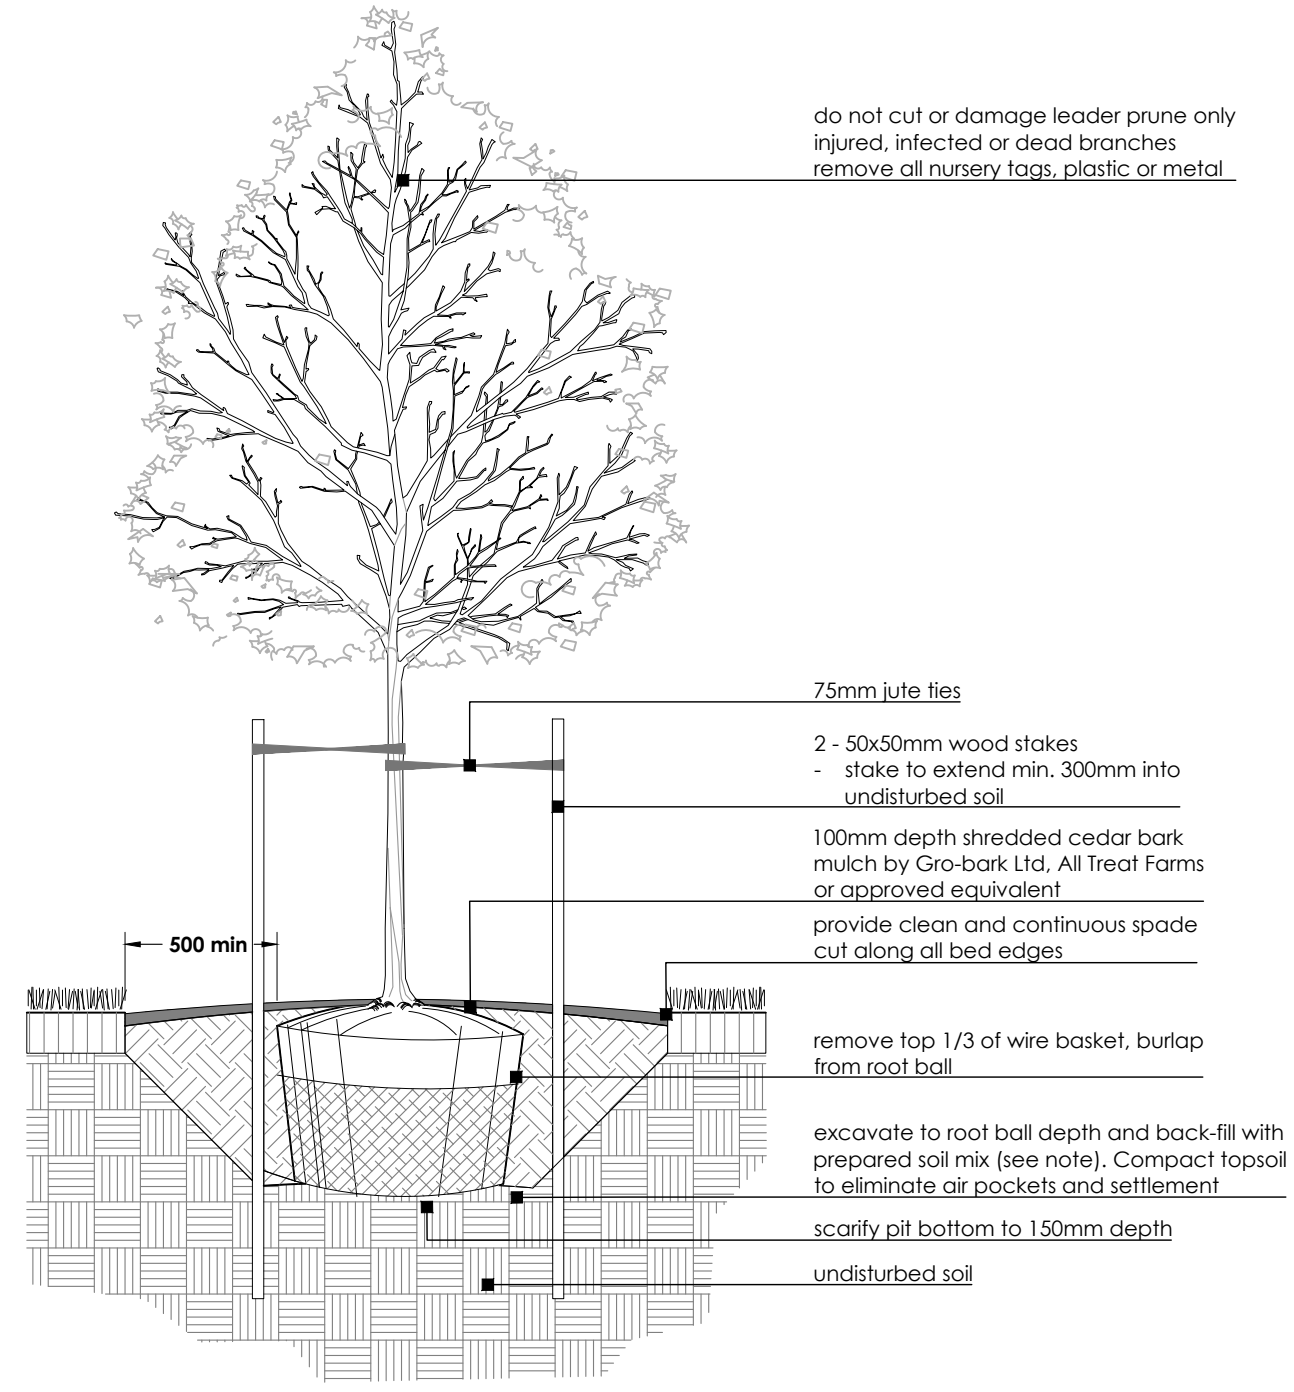 do not cut or damage leader prune only
injured, infected or dead branches
remove all nursery tags, plastic or metal
75mm jute ties
2 - 50x50mm wood stakes
- stake to extend min. 300mm into
undisturbed soil
100mm depth shredded cedar bark
mulch by Gro-bark Ltd, All Treat Farms
or approved equivalent
provide clean and continuous spade
cut along all bed edges
500 min
remove top 1/3 of wire basket, burlap
from root ball
excavate to root ball depth and back-fill with
prepared soil mix (see note). Compact topsoil
to eliminate air pockets and settlement
scarify pit bottom to 150mm depth
undisturbed soil